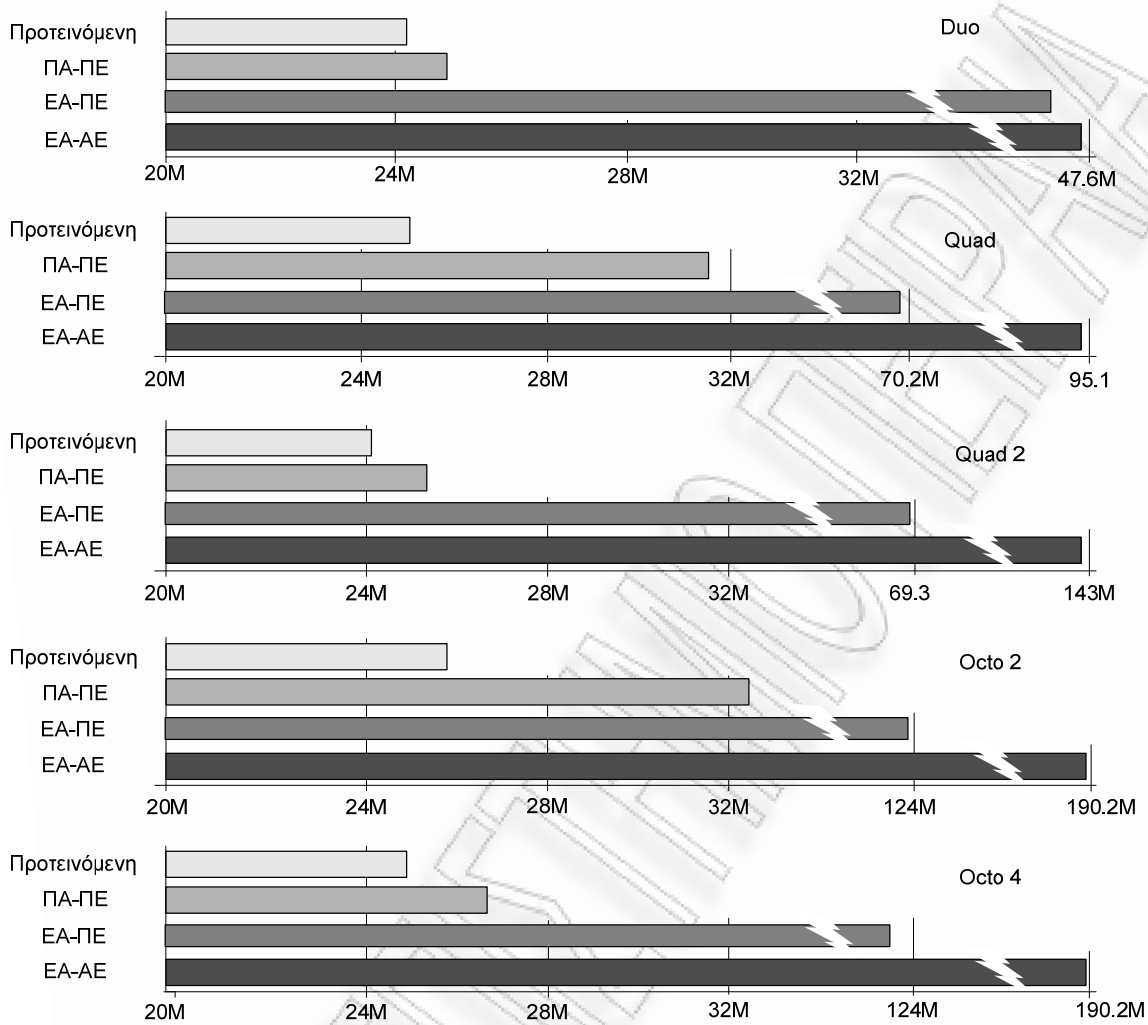 Προτεινόμενη
Duo
ΠΑ-ΠΕ
ΕΑ-ΠΕ
ΕΑ-ΑΕ
20M 24M 28M 32M 47.6M
Προτεινόμενη
Quad
ΠΑ-ΠΕ
ΕΑ-ΠΕ
ΕΑ-ΑΕ
20M 24M 28M 32M 70.2M 95.1
Προτεινόμενη
Quad 2
ΠΑ-ΠΕ
ΕΑ-ΠΕ
ΕΑ-ΑΕ
20M 24M 28M 32M 69.3 143M
Προτεινόμενη
Octo 2
ΠΑ-ΠΕ
ΕΑ-ΠΕ
ΕΑ-ΑΕ
20M 24M 28M 32M 124M 190.2M
Προτεινόμενη
Octo 4
ΠΑ-ΠΕ
ΕΑ-ΠΕ
ΕΑ-ΑΕ
20M 24M 28M 32M 124M 190.2M